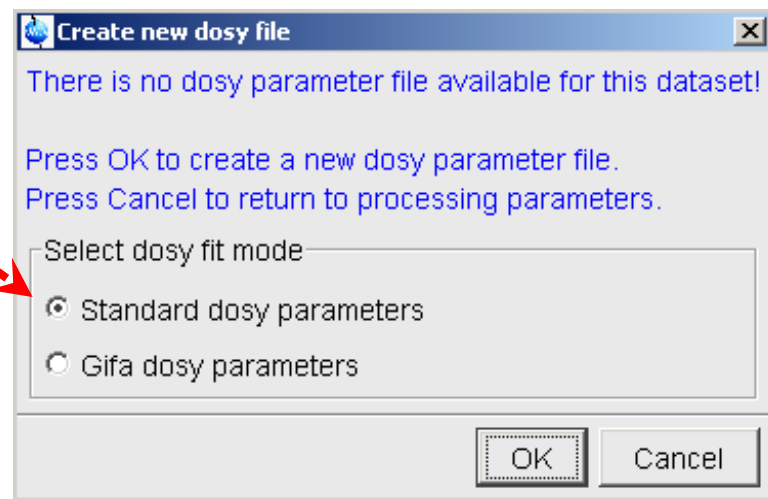 Create new dosy file
There is no dosy parameter file available for this dataset!
Press OK to create a new dosy parameter file.
Press Cancel to return to processing parameters.
Select dosy fit mode
Standard dosy parameters
Gifa dosy parameters
OK Cancel